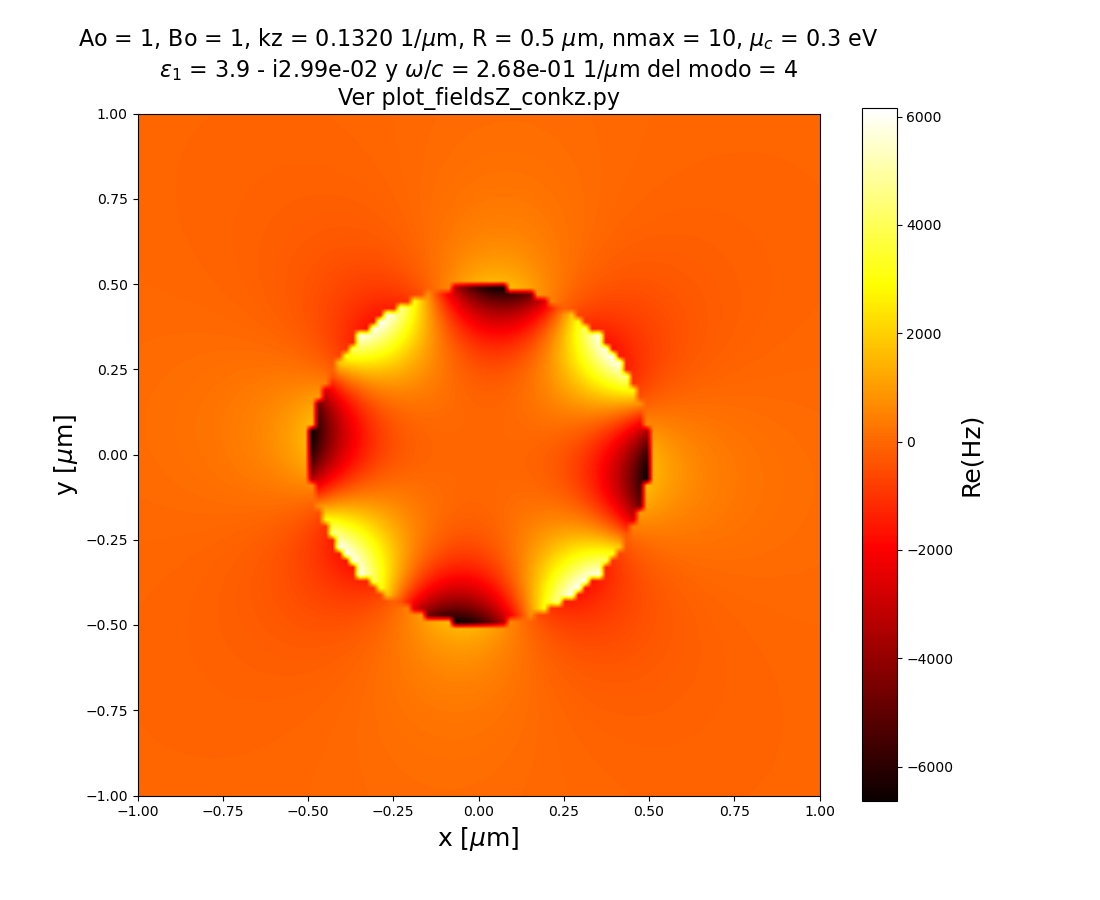 Ao = 1, Bo = 1, kz = 0.1320 1/μm, R = 0.5 μm, nmax = 10, μc = 0.3 eV
ε1 = 3.9 - i2.99e-02 y ω/c = 2.68e-01 1/μm del modo = 4
Ver plot_fieldsZ_conkz.py
1.00
0.75
0.50
0.25
0.00
−0.25
−0.50
−0.75
−1.00
y [μm]
−1.00 −0.75 −0.50 −0.25 0.00 0.25 0.50 0.75 1.00
x [μm]
6000
4000
2000
0
−2000
−4000
−6000
Re(Hz)